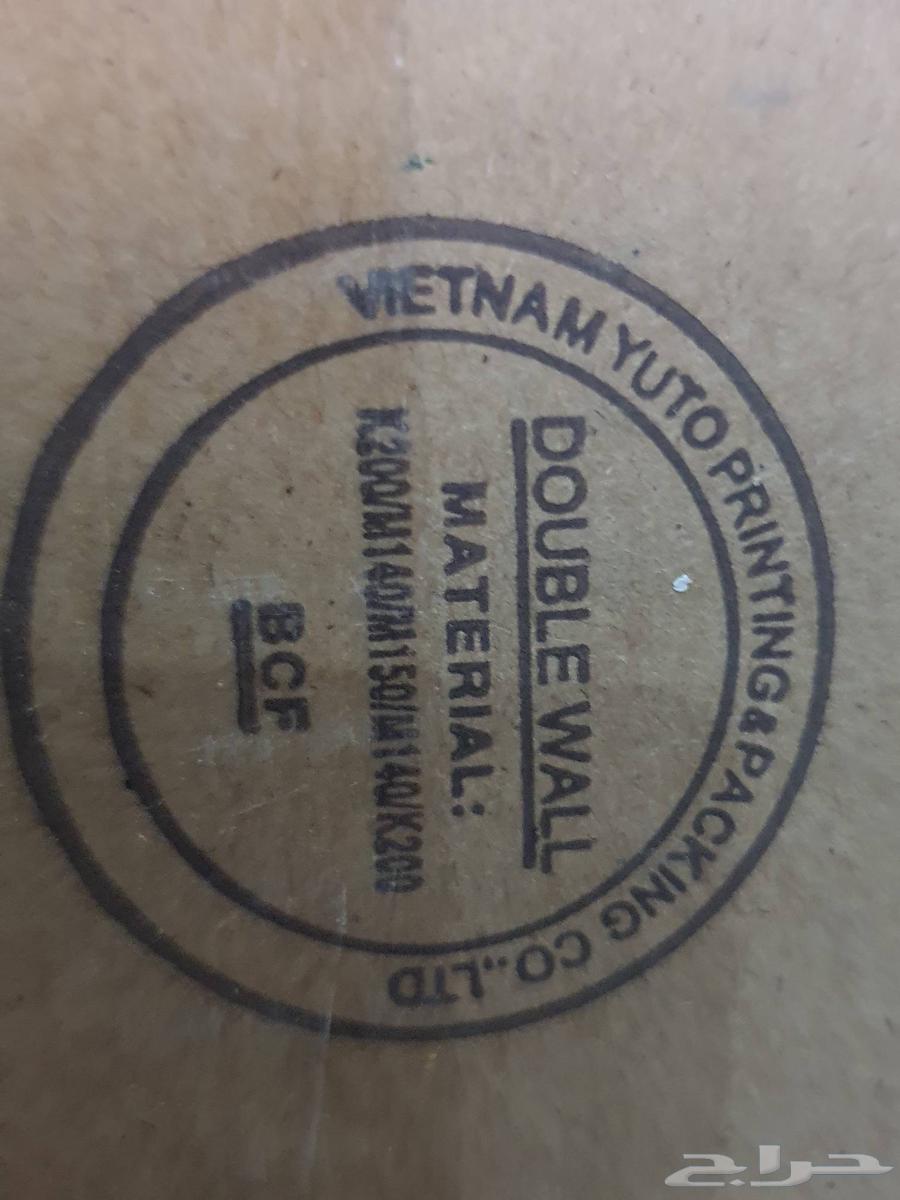 VIETNAM YUTO PRINTING&PACKING CO.,LTD
DOUBLE WALL
MATERIAL:
K200/M140/M150/M140/K200
BCF
حراج